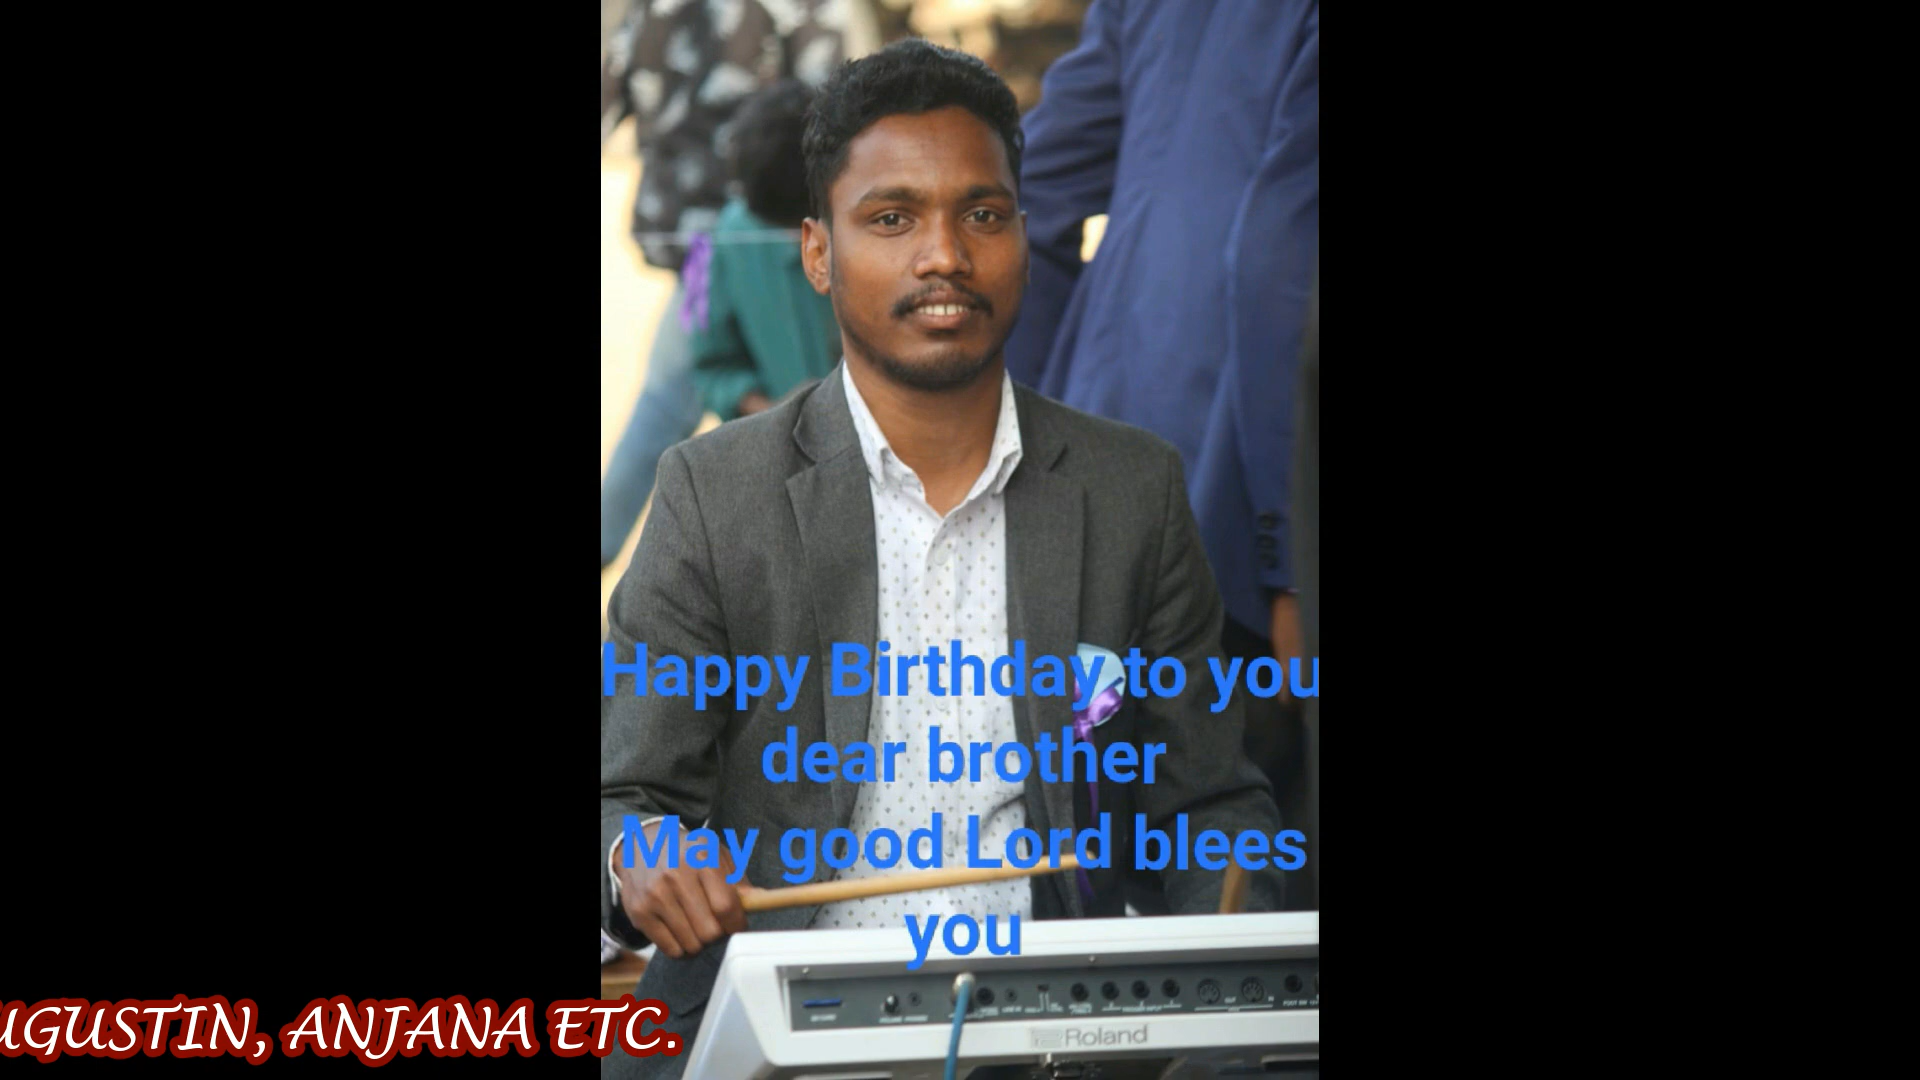 Happy Birthday to you
dear brother
May good Lord blees
you
Roland
UGUSTIN, ANJANA ETC.